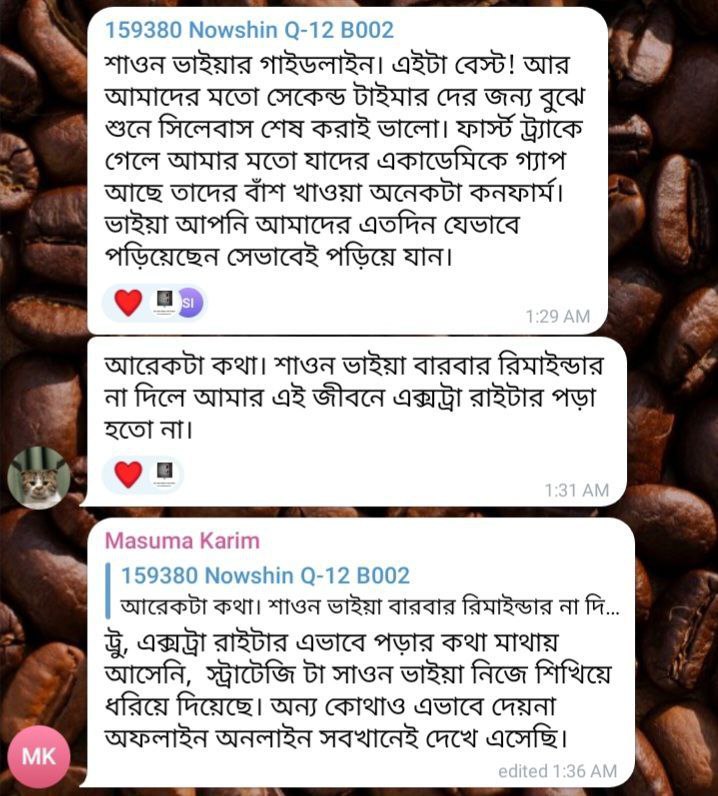 159380 Nowshin Q-12 B002
শাওন ভাইয়ার গাইডলাইন। এইটা বেস্ট! আর
আমাদের মতো সেকেন্ড টাইমার দের জন্য বুঝে
শুনে সিলেবাস শেষ করাই ভালো। ফার্স্ট ট্র্যাকে
গেলে আমার মতো যাদের একাডেমিকে গ্যাপ
আছে তাদের বাঁশ খাওয়া অনেকটা কনফার্ম।
ভাইয়া আপনি আমাদের এতদিন যেভাবে
পড়িয়েছেন সেভাবেই পড়িয়ে যান।
SI
1:29 AM
আরেকটা কথা। শাওন ভাইয়া বারবার রিমাইন্ডার
না দিলে আমার এই জীবনে এক্সট্রা রাইটার পড়া
হতো না।
1:31 AM
Masuma Karim
159380 Nowshin Q-12 B002
আরেকটা কথা। শাওন ভাইয়া বারবার রিমাইন্ডার না দি...
ট্রু, এক্সট্রা রাইটার এভাবে পড়ার কথা মাথায়
আসেনি, স্ট্রাটেজি টা সাওন ভাইয়া নিজে শিখিয়ে
ধরিয়ে দিয়েছে। অন্য কোথাও এভাবে দেয়না
অফলাইন অনলাইন সবখানেই দেখে এসেছি।
MK
edited 1:36 AM